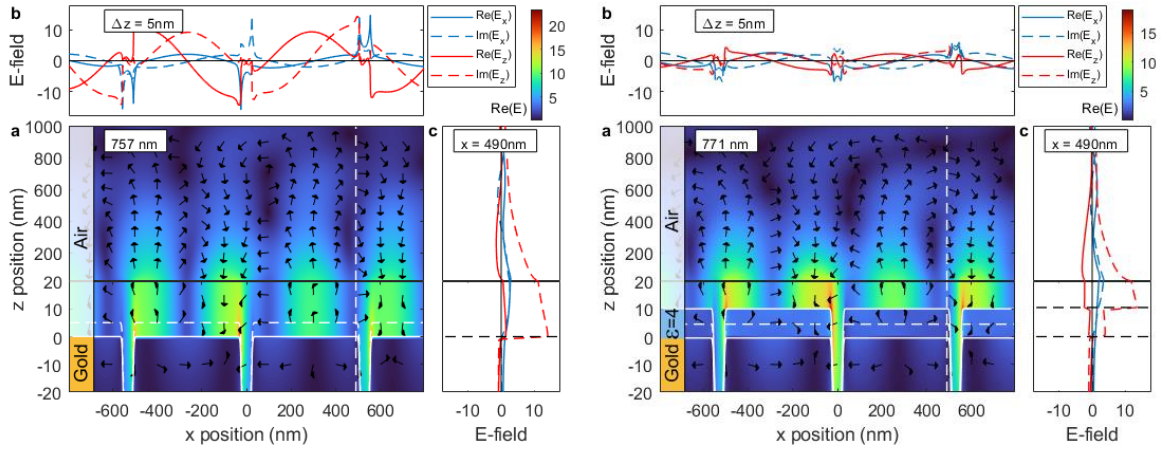 b
Δz = 5nm
E-field
10
0
-10
Re(Eₓ)
Im(Eₓ)
Re(E_z)
Im(E_z)
Re(E)
20
15
10
5
a
757 nm
z position (nm)
1000
800
600
400
200
20
10
0
-10
-20
Air
Gold
-600 -400 -200 0 200 400 600
x position (nm)
c
x = 490nm
-10 0 10
E-field
b
Δz = 5nm
E-field
10
0
-10
Re(Eₓ)
Im(Eₓ)
Re(E_z)
Im(E_z)
Re(E)
15
10
5
a
771 nm
z position (nm)
1000
800
600
400
200
20
10
0
-10
-20
Air
ε=4
Gold
-600 -400 -200 0 200 400 600
x position (nm)
c
x = 490nm
-10 0 10
E-field